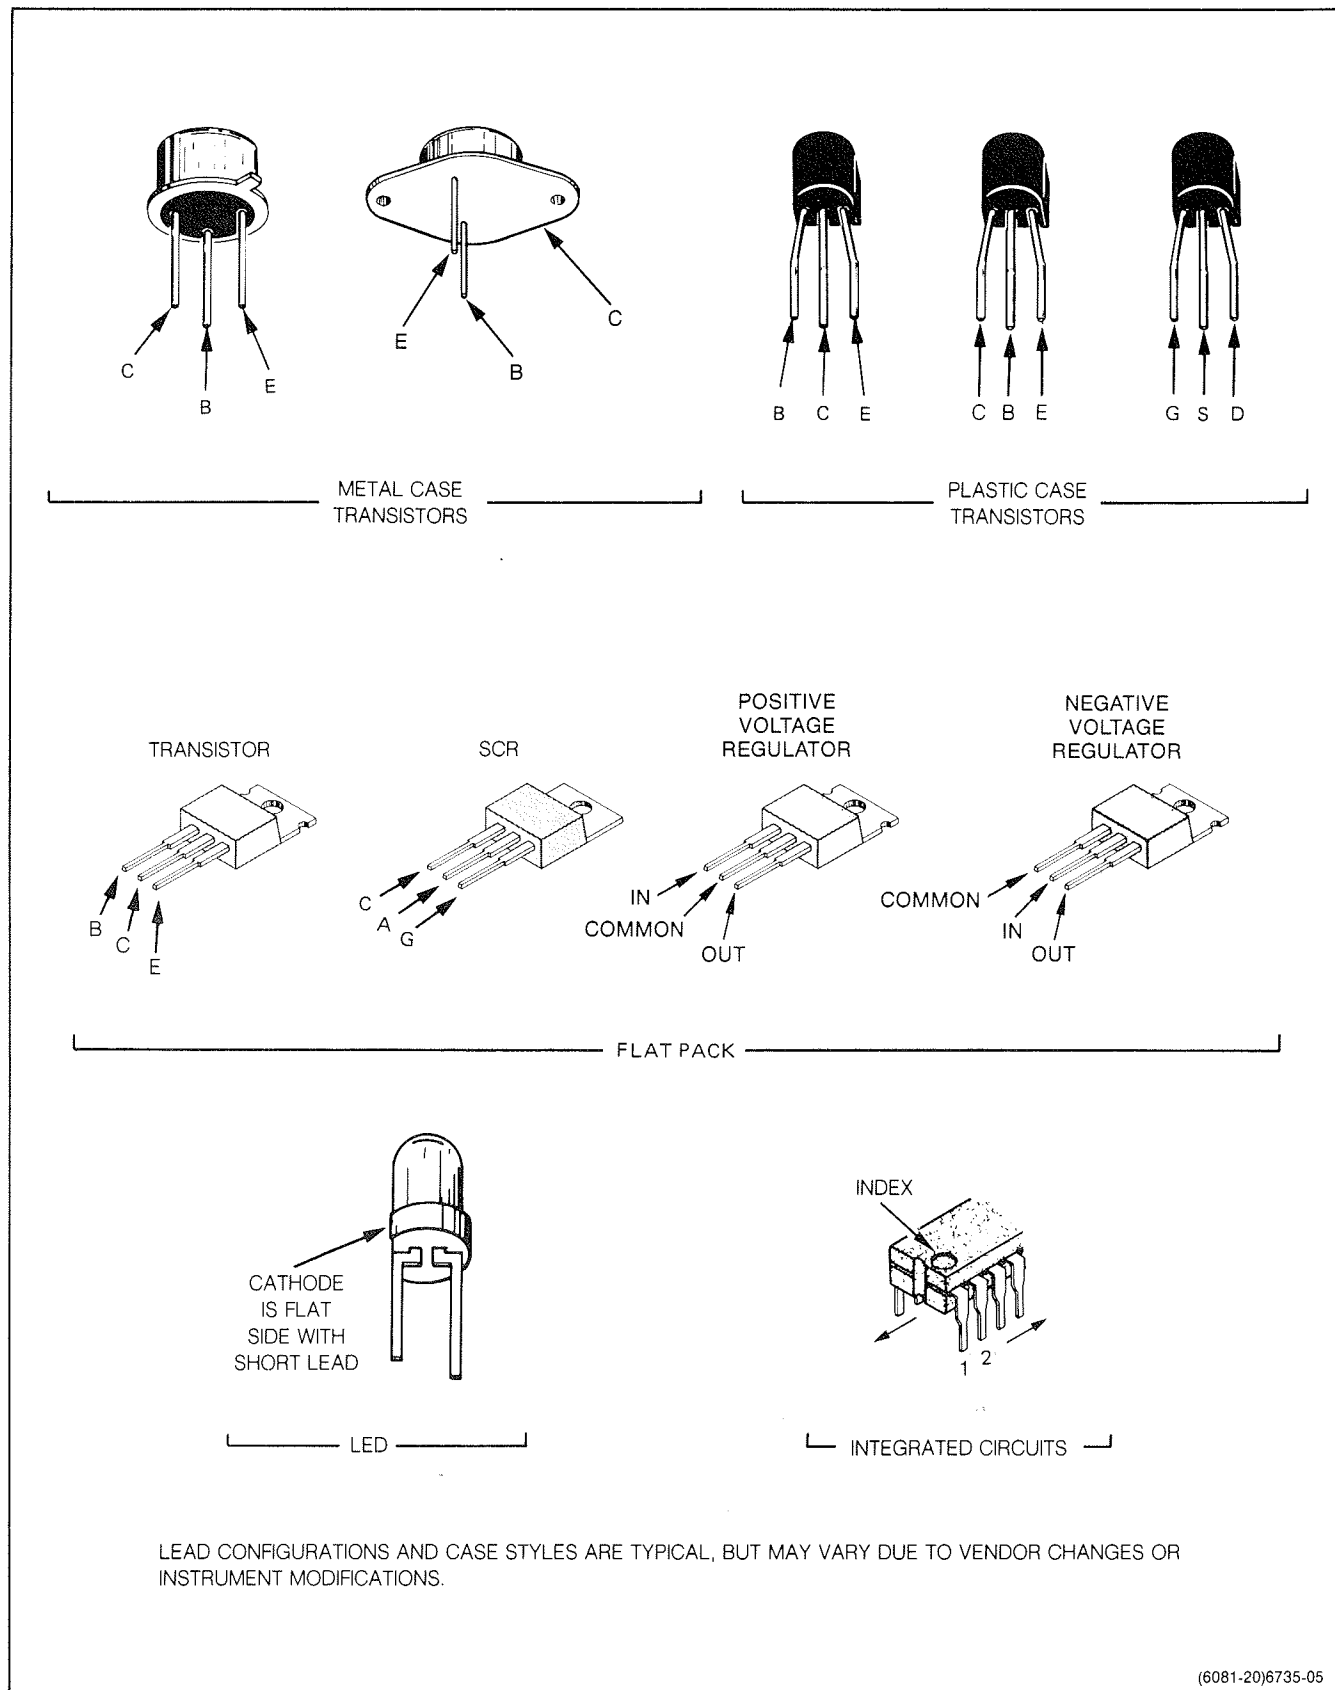 C
B
E
E
B
C
B C E
C B E
G S D
METAL CASE
TRANSISTORS
PLASTIC CASE
TRANSISTORS
TRANSISTOR
SCR
POSITIVE
VOLTAGE
REGULATOR
NEGATIVE
VOLTAGE
REGULATOR
B
C
E
C
A
G
IN
COMMON
OUT
COMMON
IN
OUT
FLAT PACK
CATHODE
IS FLAT
SIDE WITH
SHORT LEAD
INDEX
1 2
LED
INTEGRATED CIRCUITS
LEAD CONFIGURATIONS AND CASE STYLES ARE TYPICAL, BUT MAY VARY DUE TO VENDOR CHANGES OR
INSTRUMENT MODIFICATIONS.
(6081-20)6735-05